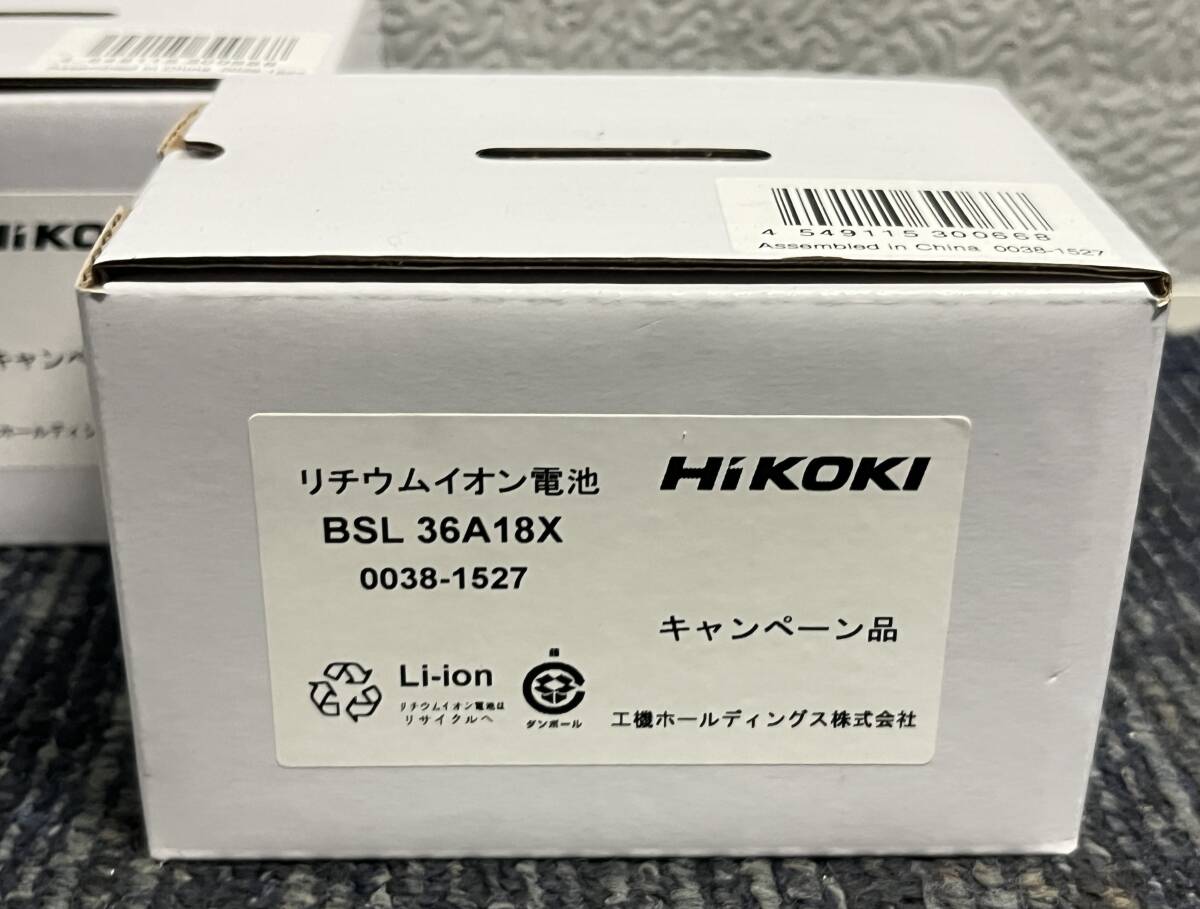 4 549115 300668
Assembled in China 0038-1527
リチウムイオン電池
HiKOKI
BSL 36A18X
0038-1527
キャンペーン品
Li-ion
リチウムイオン電池は
リサイクルへ
ダンボール
工機ホールディングス株式会社
HiKO
キャンペ
ホールディン